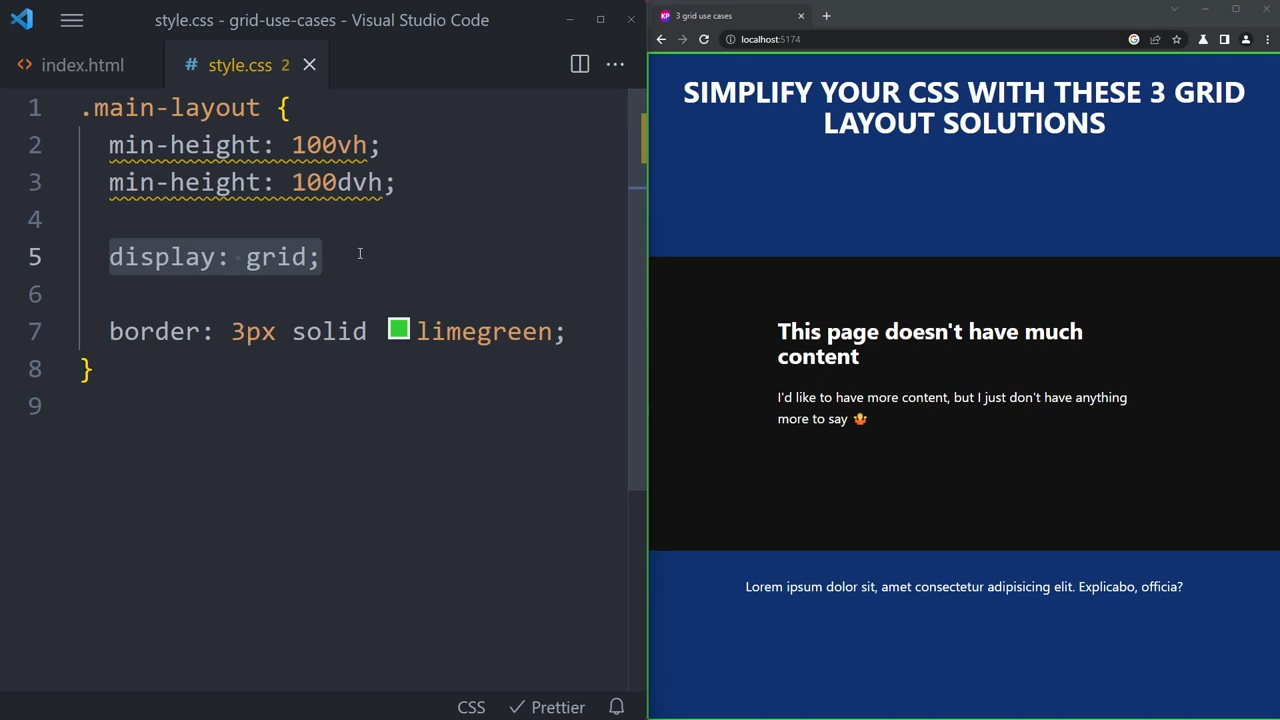 style.css - grid-use-cases - Visual Studio Code
index.html
# style.css 2
1 .main-layout {
2 min-height: 100vh;
3 min-height: 100dvh;
4
5 display: grid;
6
7 border: 3px solid limegreen;
8 }
9
CSS
Prettier
KP 3 grid use cases
localhost:5174
SIMPLIFY YOUR CSS WITH THESE 3 GRID
LAYOUT SOLUTIONS
This page doesn't have much
content
I'd like to have more content, but I just don't have anything
more to say 🤷
Lorem ipsum dolor sit, amet consectetur adipisicing elit. Explicabo, officia?